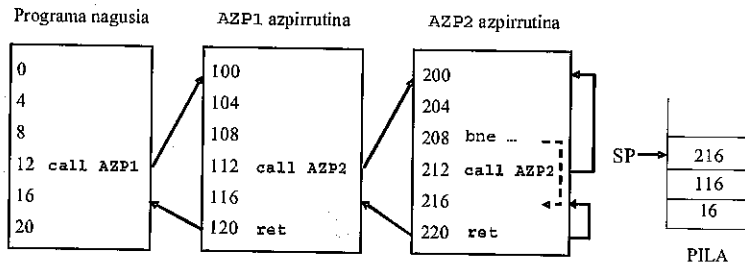 Programa nagusia
AZP1 azpirrutina
AZP2 azpirrutina
0
4
8
12 call AZP1
16
20
100
104
108
112 call AZP2
116
120 ret
200
204
208 bne ...
212 call AZP2
216
220 ret
SP
216
116
16
PILA